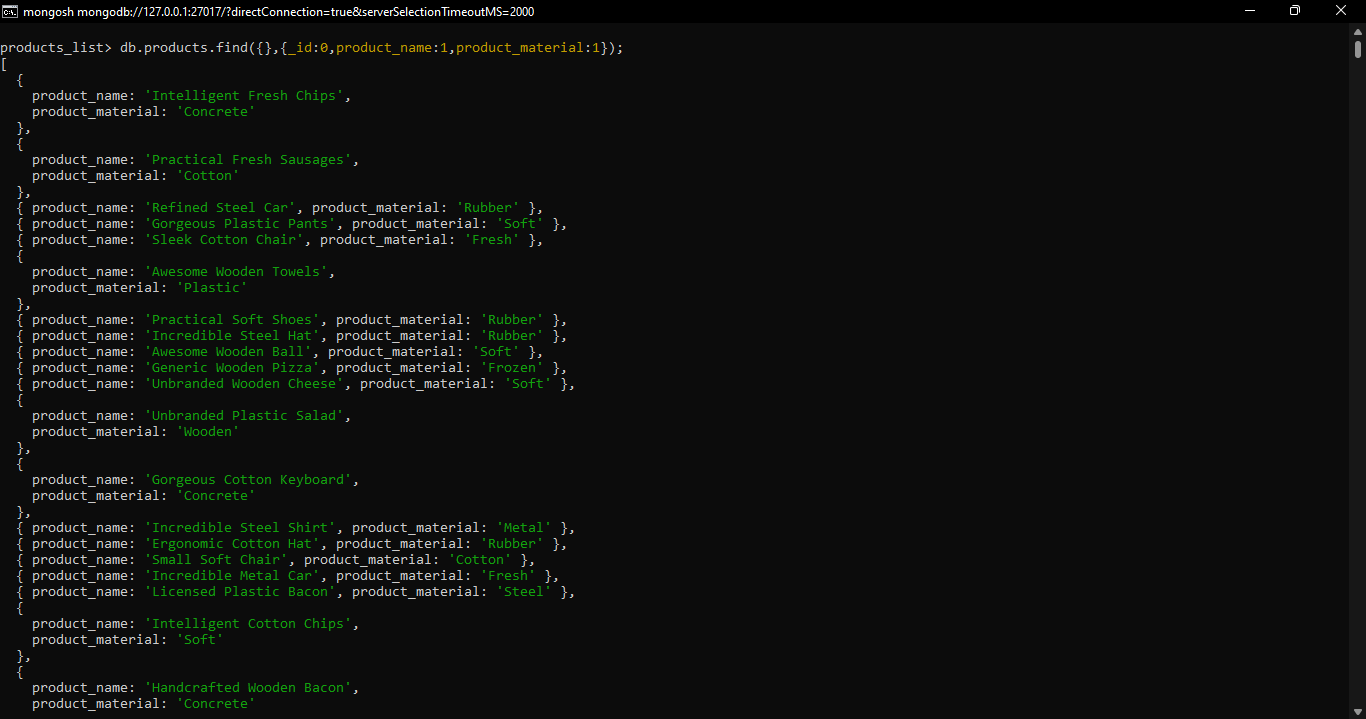 mongosh mongodb://127.0.0.1:27017/?directConnection=true&serverSelectionTimeoutMS=2000
products_list> db.products.find({},{_id:0,product_name:1,product_material:1});
[
  {
    product_name: 'Intelligent Fresh Chips',
    product_material: 'Concrete'
  },
  {
    product_name: 'Practical Fresh Sausages',
    product_material: 'Cotton'
  },
  { product_name: 'Refined Steel Car', product_material: 'Rubber' },
  { product_name: 'Gorgeous Plastic Pants', product_material: 'Soft' },
  { product_name: 'Sleek Cotton Chair', product_material: 'Fresh' },
  {
    product_name: 'Awesome Wooden Towels',
    product_material: 'Plastic'
  },
  { product_name: 'Practical Soft Shoes', product_material: 'Rubber' },
  { product_name: 'Incredible Steel Hat', product_material: 'Rubber' },
  { product_name: 'Awesome Wooden Ball', product_material: 'Soft' },
  { product_name: 'Generic Wooden Pizza', product_material: 'Frozen' },
  { product_name: 'Unbranded Wooden Cheese', product_material: 'Soft' },
  {
    product_name: 'Unbranded Plastic Salad',
    product_material: 'Wooden'
  },
  {
    product_name: 'Gorgeous Cotton Keyboard',
    product_material: 'Concrete'
  },
  { product_name: 'Incredible Steel Shirt', product_material: 'Metal' },
  { product_name: 'Ergonomic Cotton Hat', product_material: 'Rubber' },
  { product_name: 'Small Soft Chair', product_material: 'Cotton' },
  { product_name: 'Incredible Metal Car', product_material: 'Fresh' },
  { product_name: 'Licensed Plastic Bacon', product_material: 'Steel' },
  {
    product_name: 'Intelligent Cotton Chips',
    product_material: 'Soft'
  },
  {
    product_name: 'Handcrafted Wooden Bacon',
    product_material: 'Concrete'